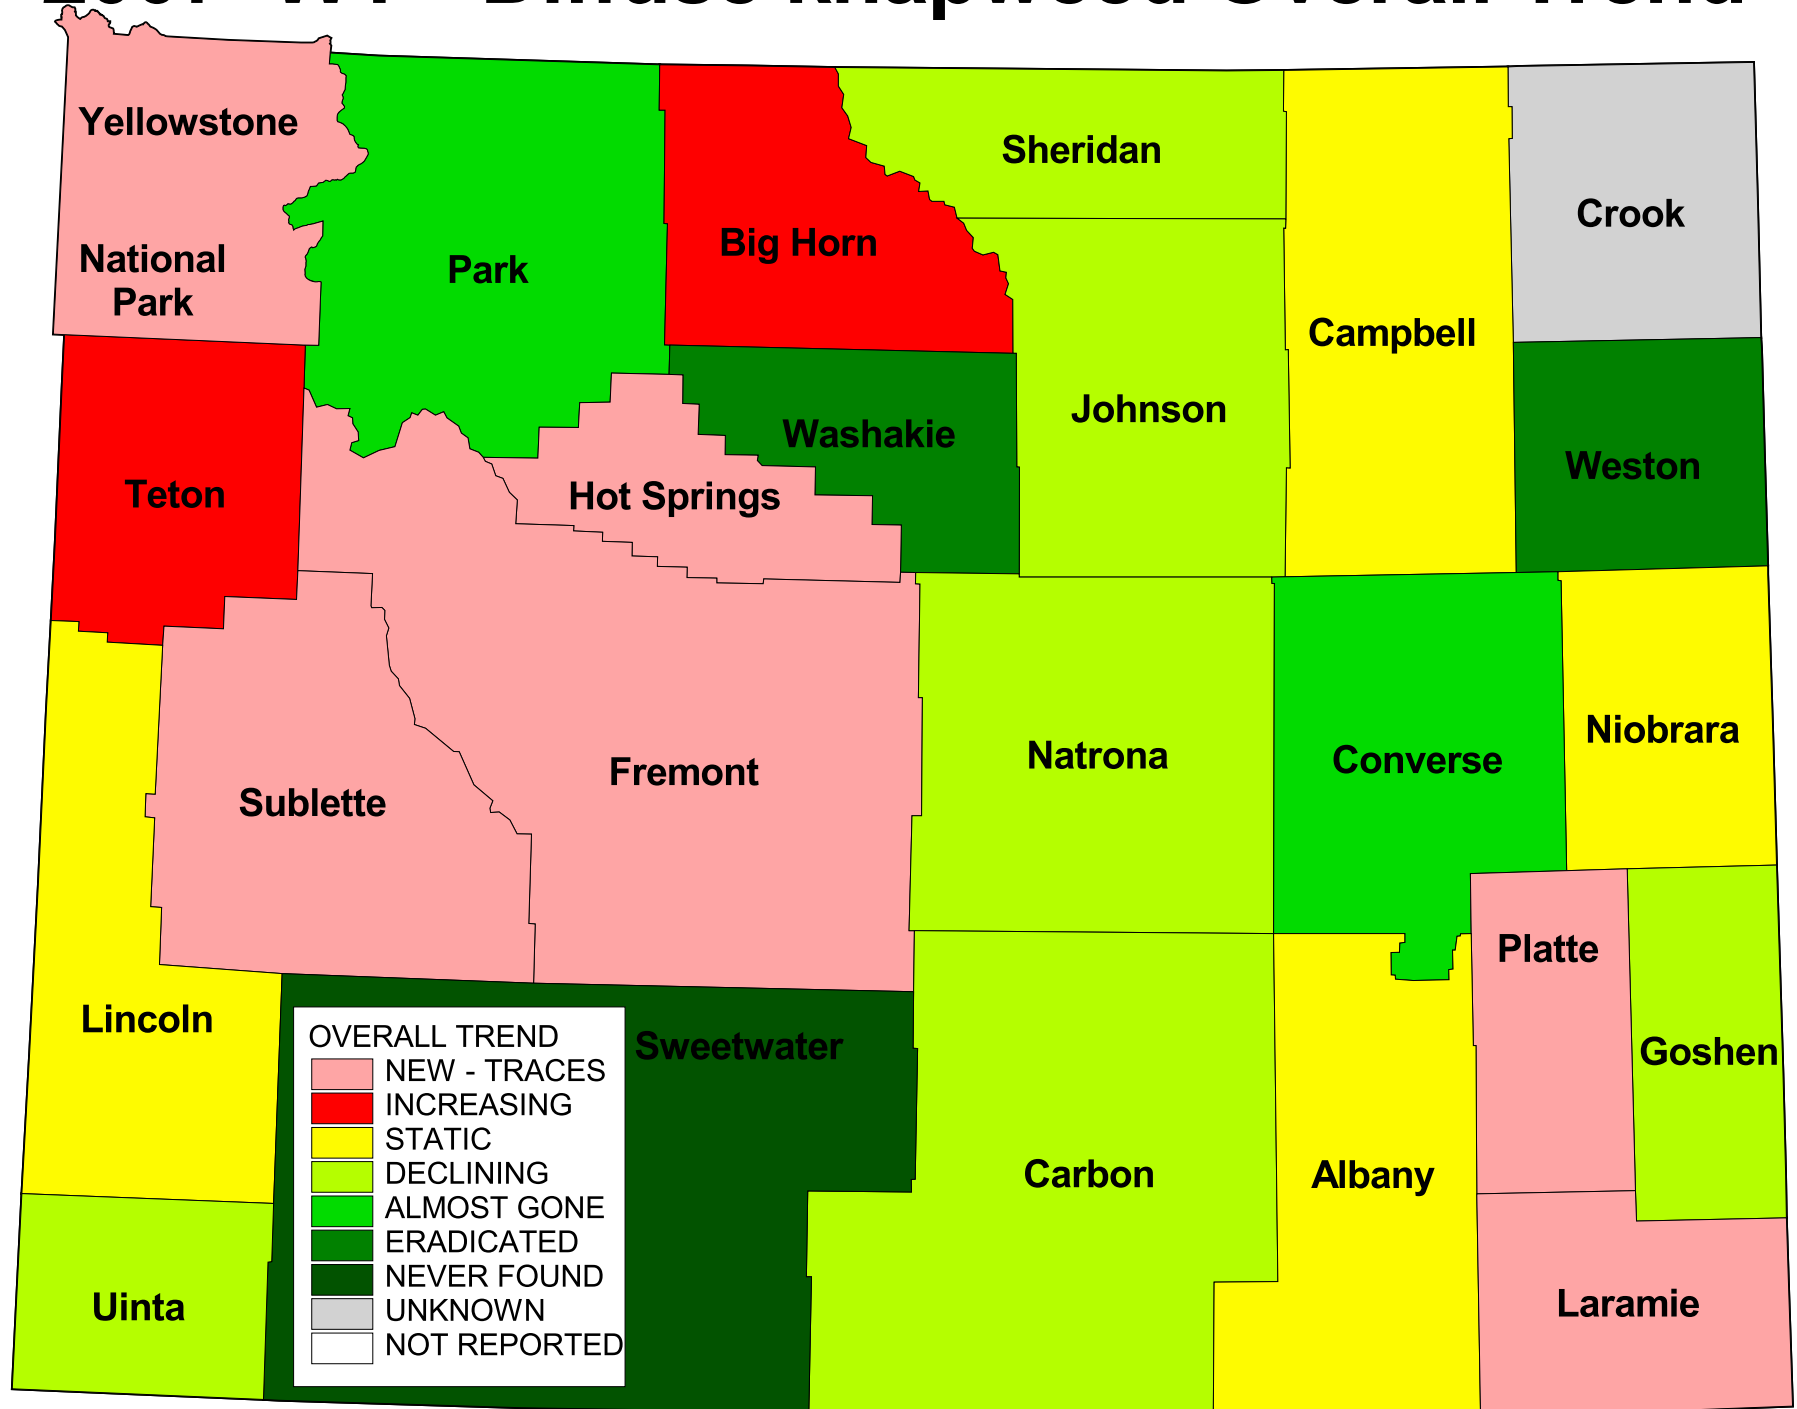 Yellowstone
National
Park
Park
Big Horn
Sheridan
Campbell
Crook
Teton
Hot Springs
Washakie
Johnson
Weston
Sublette
Fremont
Natrona
Converse
Niobrara
Lincoln
Sweetwater
Carbon
Albany
Platte
Goshen
Uinta
Laramie
OVERALL TREND
NEW - TRACES
INCREASING
STATIC
DECLINING
ALMOST GONE
ERADICATED
NEVER FOUND
UNKNOWN
NOT REPORTED